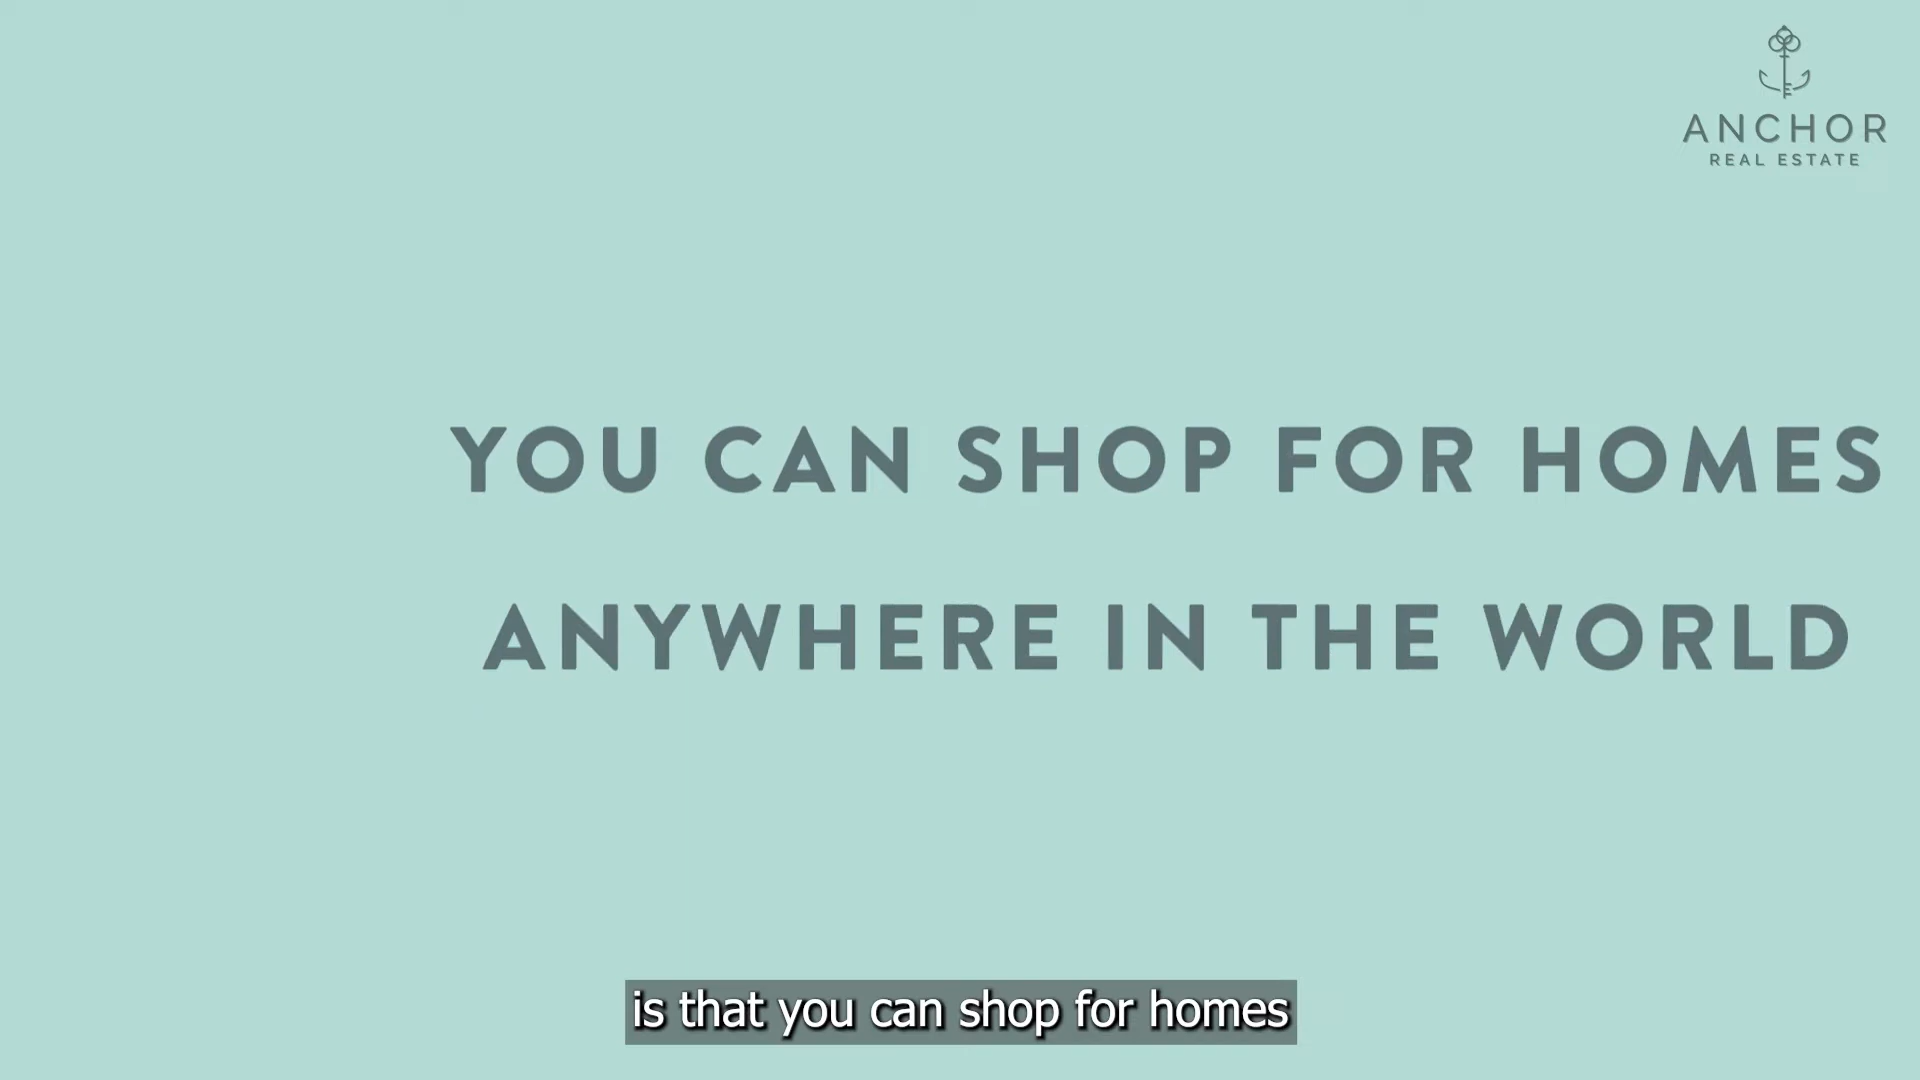 ANCHOR
REAL ESTATE
YOU CAN SHOP FOR HOMES
ANYWHERE IN THE WORLD
is that you can shop for homes